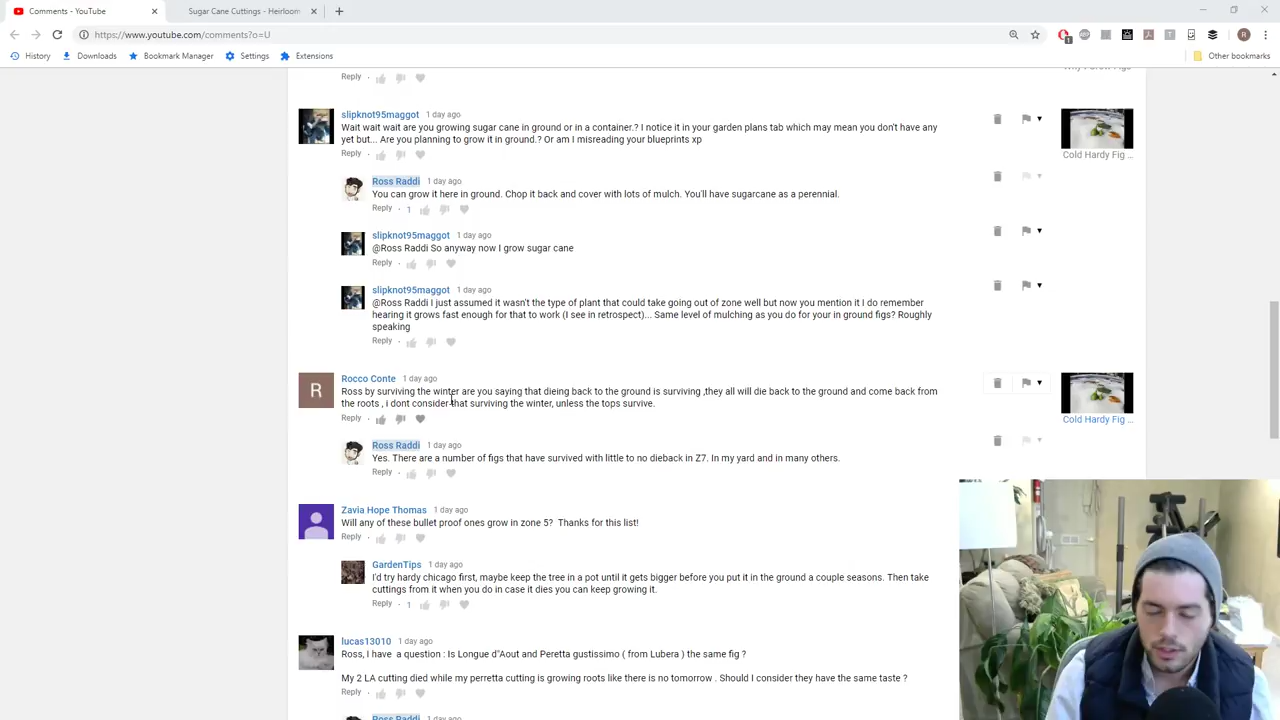 Comments - YouTube
Sugar Cane Cuttings - Heirloom
https://www.youtube.com/comments?o=U
History Downloads Bookmark Manager Settings Extensions Other bookmarks
Reply
slipknot95maggot 1 day ago
Wait wait wait are you growing sugar cane in ground or in a container.? I notice it in your garden plans tab which may mean you don't have any
yet but... Are you planning to grow it in ground.? Or am I misreading your blueprints xp
Reply
Cold Hardy Fig ...
Ross Raddi 1 day ago
You can grow it here in ground. Chop it back and cover with lots of mulch. You'll have sugarcane as a perennial.
Reply 1
slipknot95maggot 1 day ago
@Ross Raddi So anyway now I grow sugar cane
Reply
slipknot95maggot 1 day ago
@Ross Raddi I just assumed it wasn't the type of plant that could take going out of zone well but now you mention it I do remember
hearing it grows fast enough for that to work (I see in retrospect)... Same level of mulching as you do for your in ground figs? Roughly
speaking
Reply
Rocco Conte 1 day ago
R
Ross by surviving the winter are you saying that dieing back to the ground is surviving ,they all will die back to the ground and come back from
the roots , i dont consider that surviving the winter, unless the tops survive.
Reply
Cold Hardy Fig ...
Ross Raddi 1 day ago
Yes. There are a number of figs that have survived with little to no dieback in Z7. In my yard and in many others.
Reply
Zavia Hope Thomas 1 day ago
Will any of these bullet proof ones grow in zone 5? Thanks for this list!
Reply
GardenTips 1 day ago
I'd try hardy chicago first, maybe keep the tree in a pot until it gets bigger before you put it in the ground a couple seasons. Then take
cuttings from it when you do in case it dies you can keep growing it.
Reply 1
lucas13010 1 day ago
Ross, I have a question : Is Longue d"Aout and Peretta gustissimo ( from Lubera ) the same fig ?
My 2 LA cutting died while my perretta cutting is growing roots like there is no tomorrow . Should I consider they have the same taste ?
Reply
Ross Raddi 1 day ago